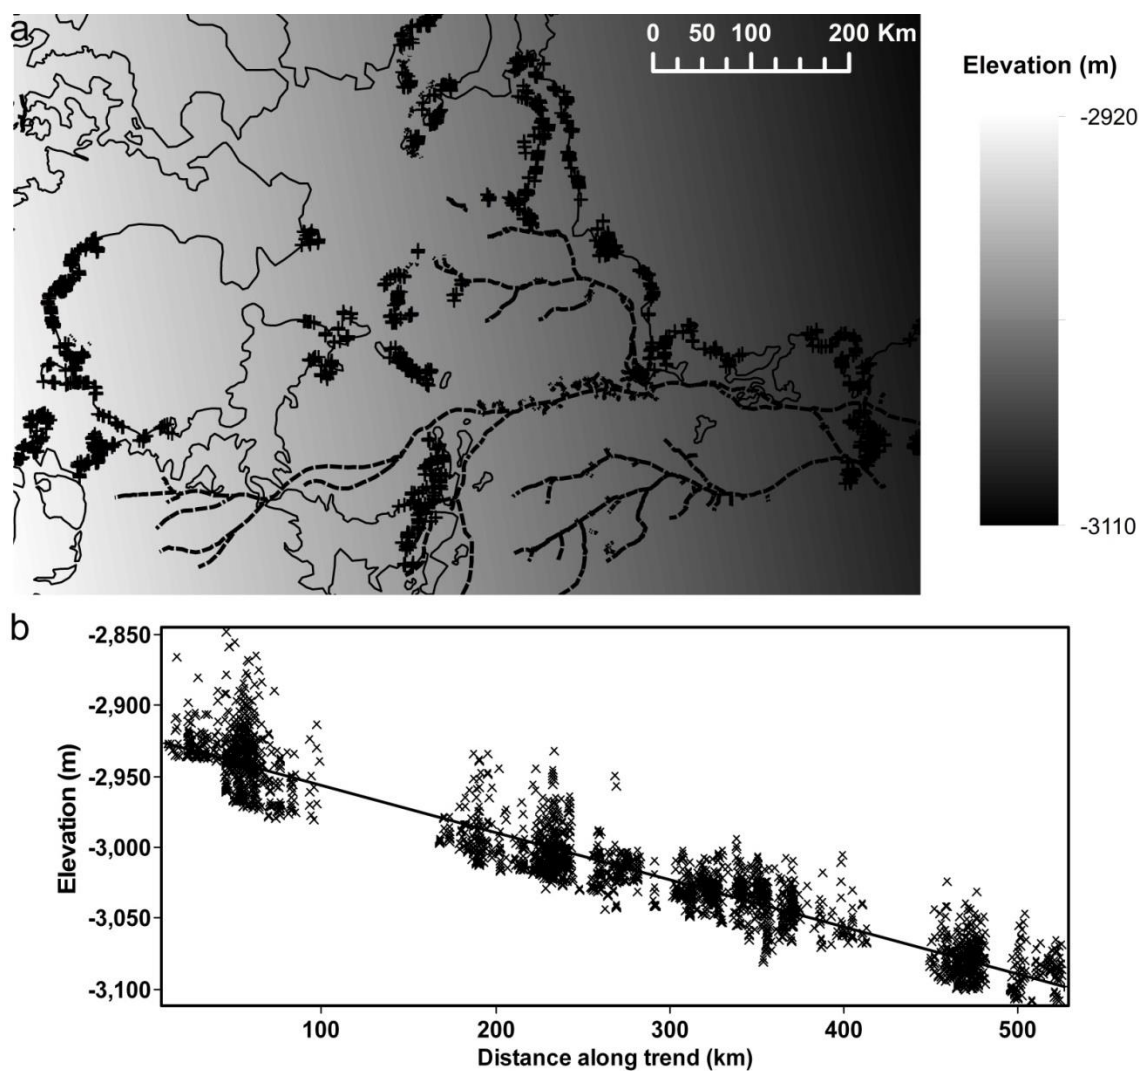 a
0 50 100 200 Km
Elevation (m)
-2920
-3110
b
-2,850
-2,900
-2,950
-3,000
-3,050
-3,100
Elevation (m)
100 200 300 400 500
Distance along trend (km)